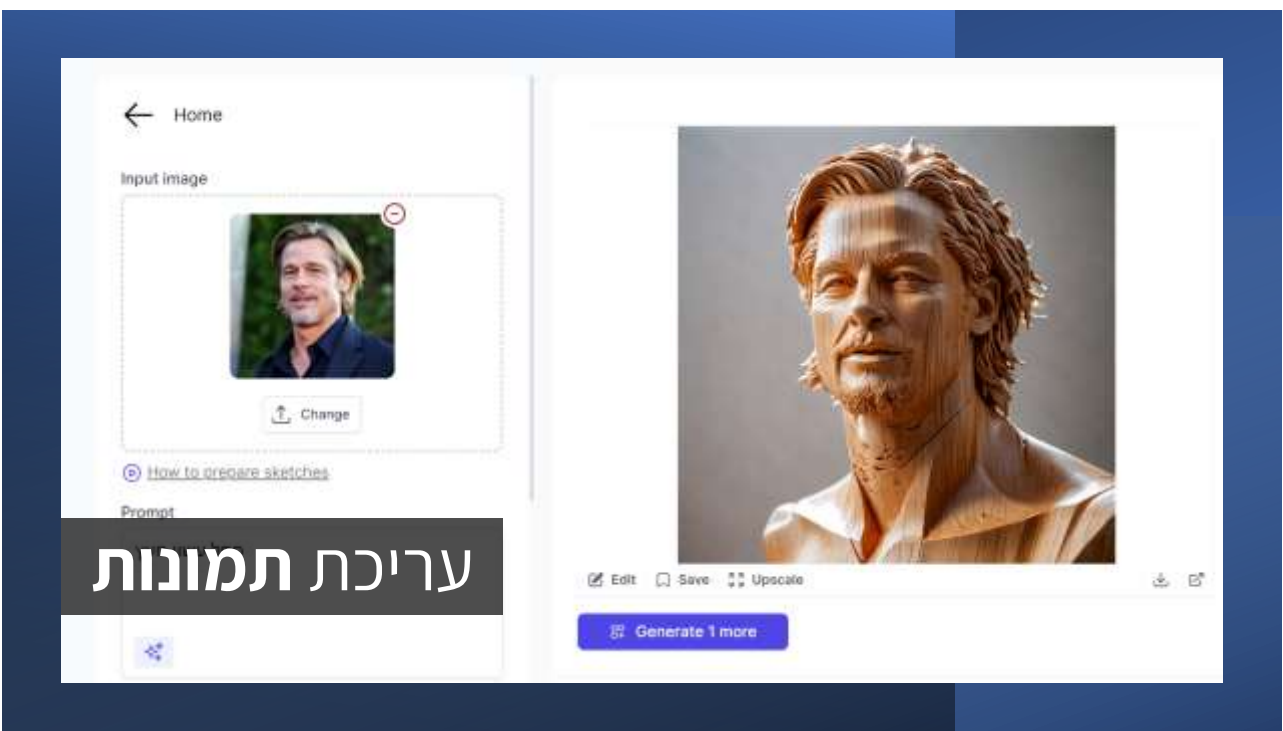 Home
Input image
Change
How to prepare sketches
Prompt
עריכת תמונות
Edit
Save
Upscale
Generate 1 more